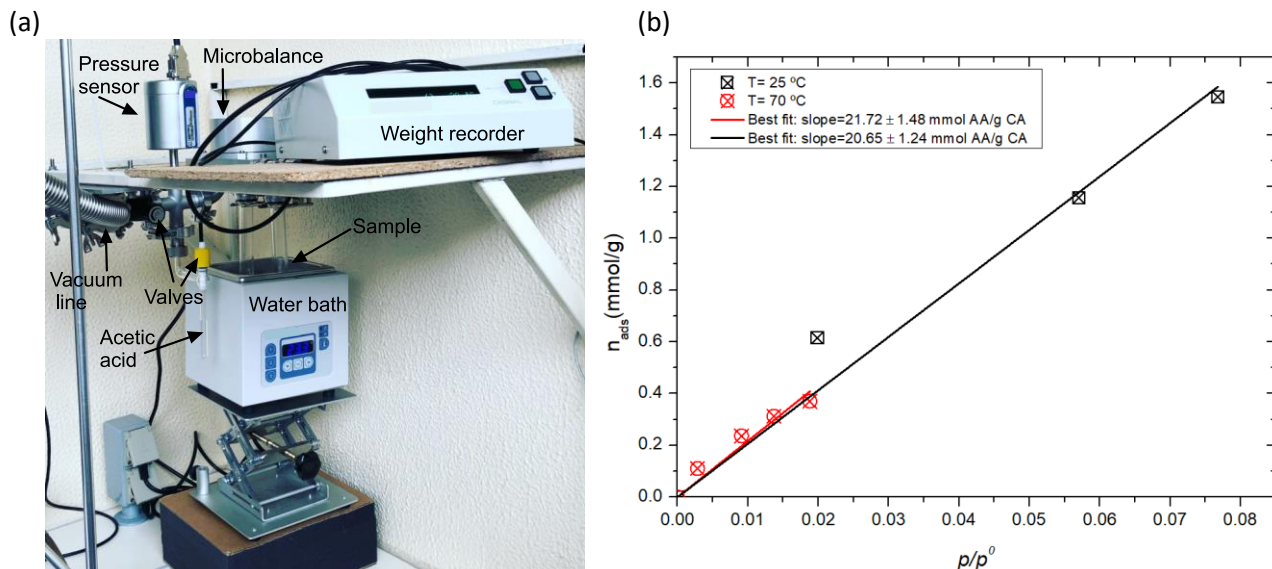 (a)
Pressure
sensor
Microbalance
Weight recorder
Sample
Vacuum
line
Valves
Water bath
Acetic
acid
(b)
T= 25 ºC
T= 70 ºC
Best fit: slope=21.72 ± 1.48 mmol AA/g CA
Best fit: slope=20.65 ± 1.24 mmol AA/g CA
n_ads(mmol/g)
1.6
1.4
1.2
1.0
0.8
0.6
0.4
0.2
0.0
0.00 0.01 0.02 0.03 0.04 0.05 0.06 0.07 0.08
p/p⁰